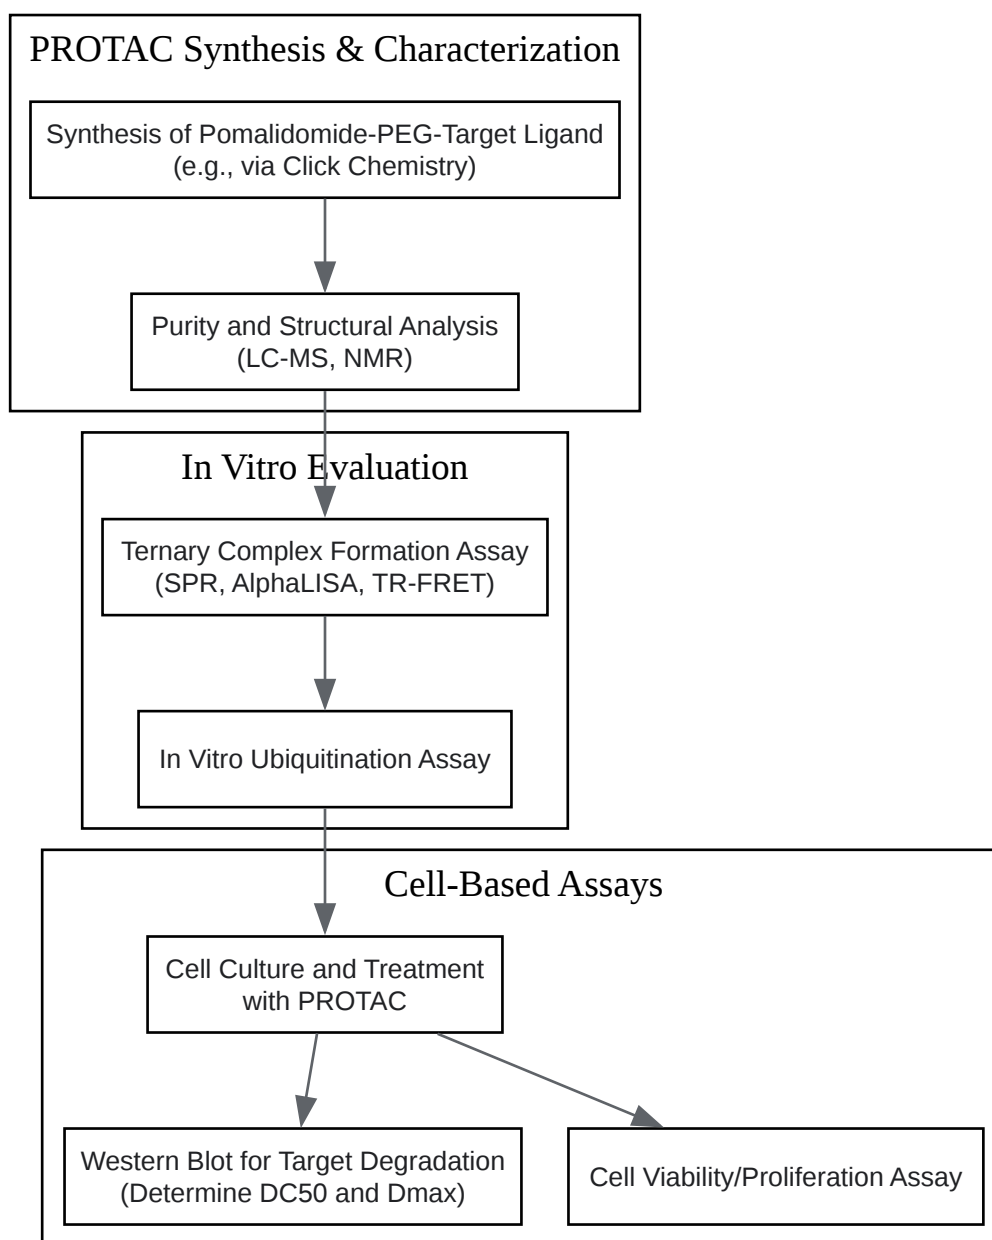 PROTAC Synthesis & Characterization
Synthesis of Pomalidomide-PEG-Target Ligand
(e.g., via Click Chemistry)
Purity and Structural Analysis
(LC-MS, NMR)
In Vitro Evaluation
Ternary Complex Formation Assay
(SPR, AlphaLISA, TR-FRET)
In Vitro Ubiquitination Assay
Cell-Based Assays
Cell Culture and Treatment
with PROTAC
Western Blot for Target Degradation
(Determine DC50 and Dmax)
Cell Viability/Proliferation Assay